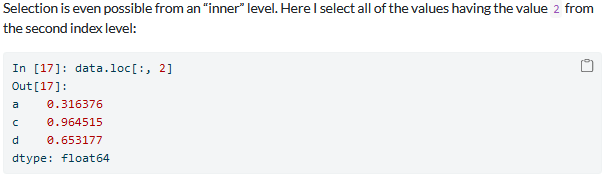 Selection is even possible from an “inner” level. Here I select all of the values having the value 2 from
the second index level:
In [17]: data.loc[:, 2]
Out[17]:
a    0.316376
c    0.964515
d    0.653177
dtype: float64